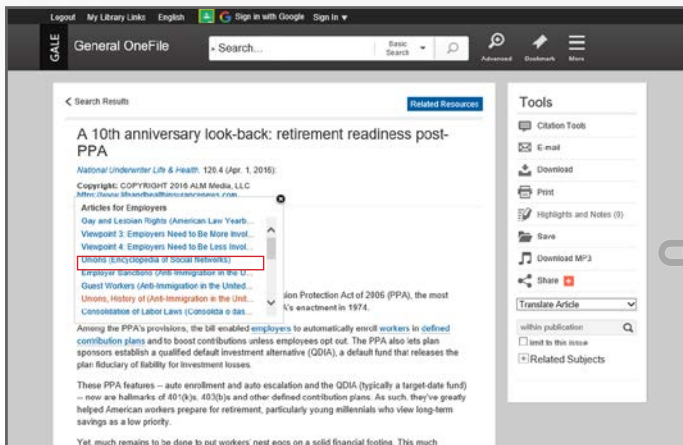 Logout My Library Links English Sign in with Google Sign In
GALE General OneFile
Search...
Basic Search
Advanced Bookmark More
Search Results
Related Resources
A 10th anniversary look-back: retirement readiness post-
PPA
National Underwriter Life & Health. 120.4 (Apr. 1, 2016):
Copyright: COPYRIGHT 2016 ALM Media, LLC
http://www.lifeandhealthinsurancenews.com
Articles for Employers
Gay and Lesbian Rights (American Law Yearb...
Viewpoint 3: Employers Need to Be More Invol...
Viewpoint 4: Employers Need to Be Less Invol...
Unions (Encyclopedia of Social Networks)
Employer Sanctions (Anti-Immigration in the U...
Guest Workers (Anti-Immigration in the United...
Unions, History of (Anti-Immigration in the Unit...
Consolidation of Labor Laws (Consolida o das...
sion Protection Act of 2006 (PPA), the most
A's enactment in 1974.
Among the PPA's provisions, the bill enabled employers to automatically enroll workers in defined
contribution plans and to boost contributions unless employees opt out. The PPA also lets plan
sponsors establish a qualified default investment alternative (QDIA), a default fund that releases the
plan fiduciary of liability for investment losses.
These PPA features -- auto enrollment and auto escalation and the QDIA (typically a target-date fund)
-- now are hallmarks of 401(k)s, 403(b)s and other defined contribution plans. As such, they've greatly
helped American workers prepare for retirement, particularly young millennials who view long-term
savings as a low priority.
Yet, much remains to be done to put workers' nest eggs on a solid financial footing. This much
Tools
Citation Tools
E-mail
Download
Print
Highlights and Notes (0)
Save
Download MP3
Share
Translate Article
within publication
limit to this issue
Related Subjects